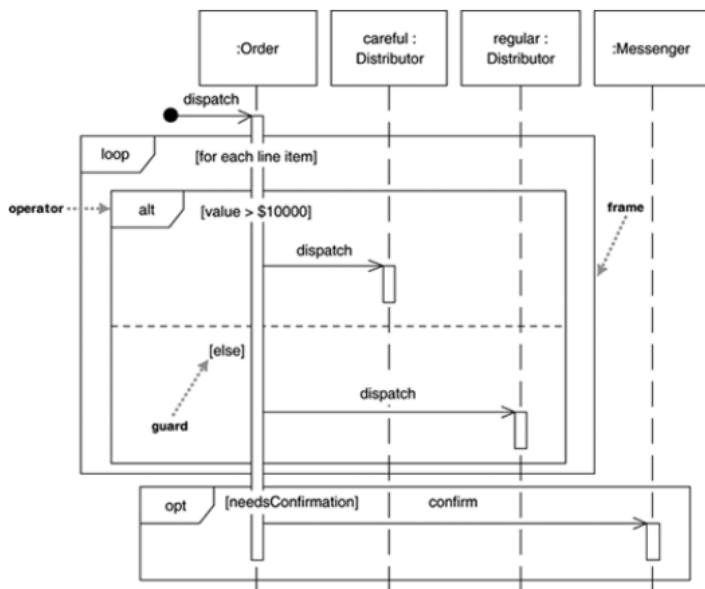 :Order
careful :
Distributor
regular :
Distributor
:Messenger
dispatch
loop
[for each line item]
operator
alt
[value > $10000]
frame
dispatch
[else]
dispatch
guard
opt
[needsConfirmation]
confirm